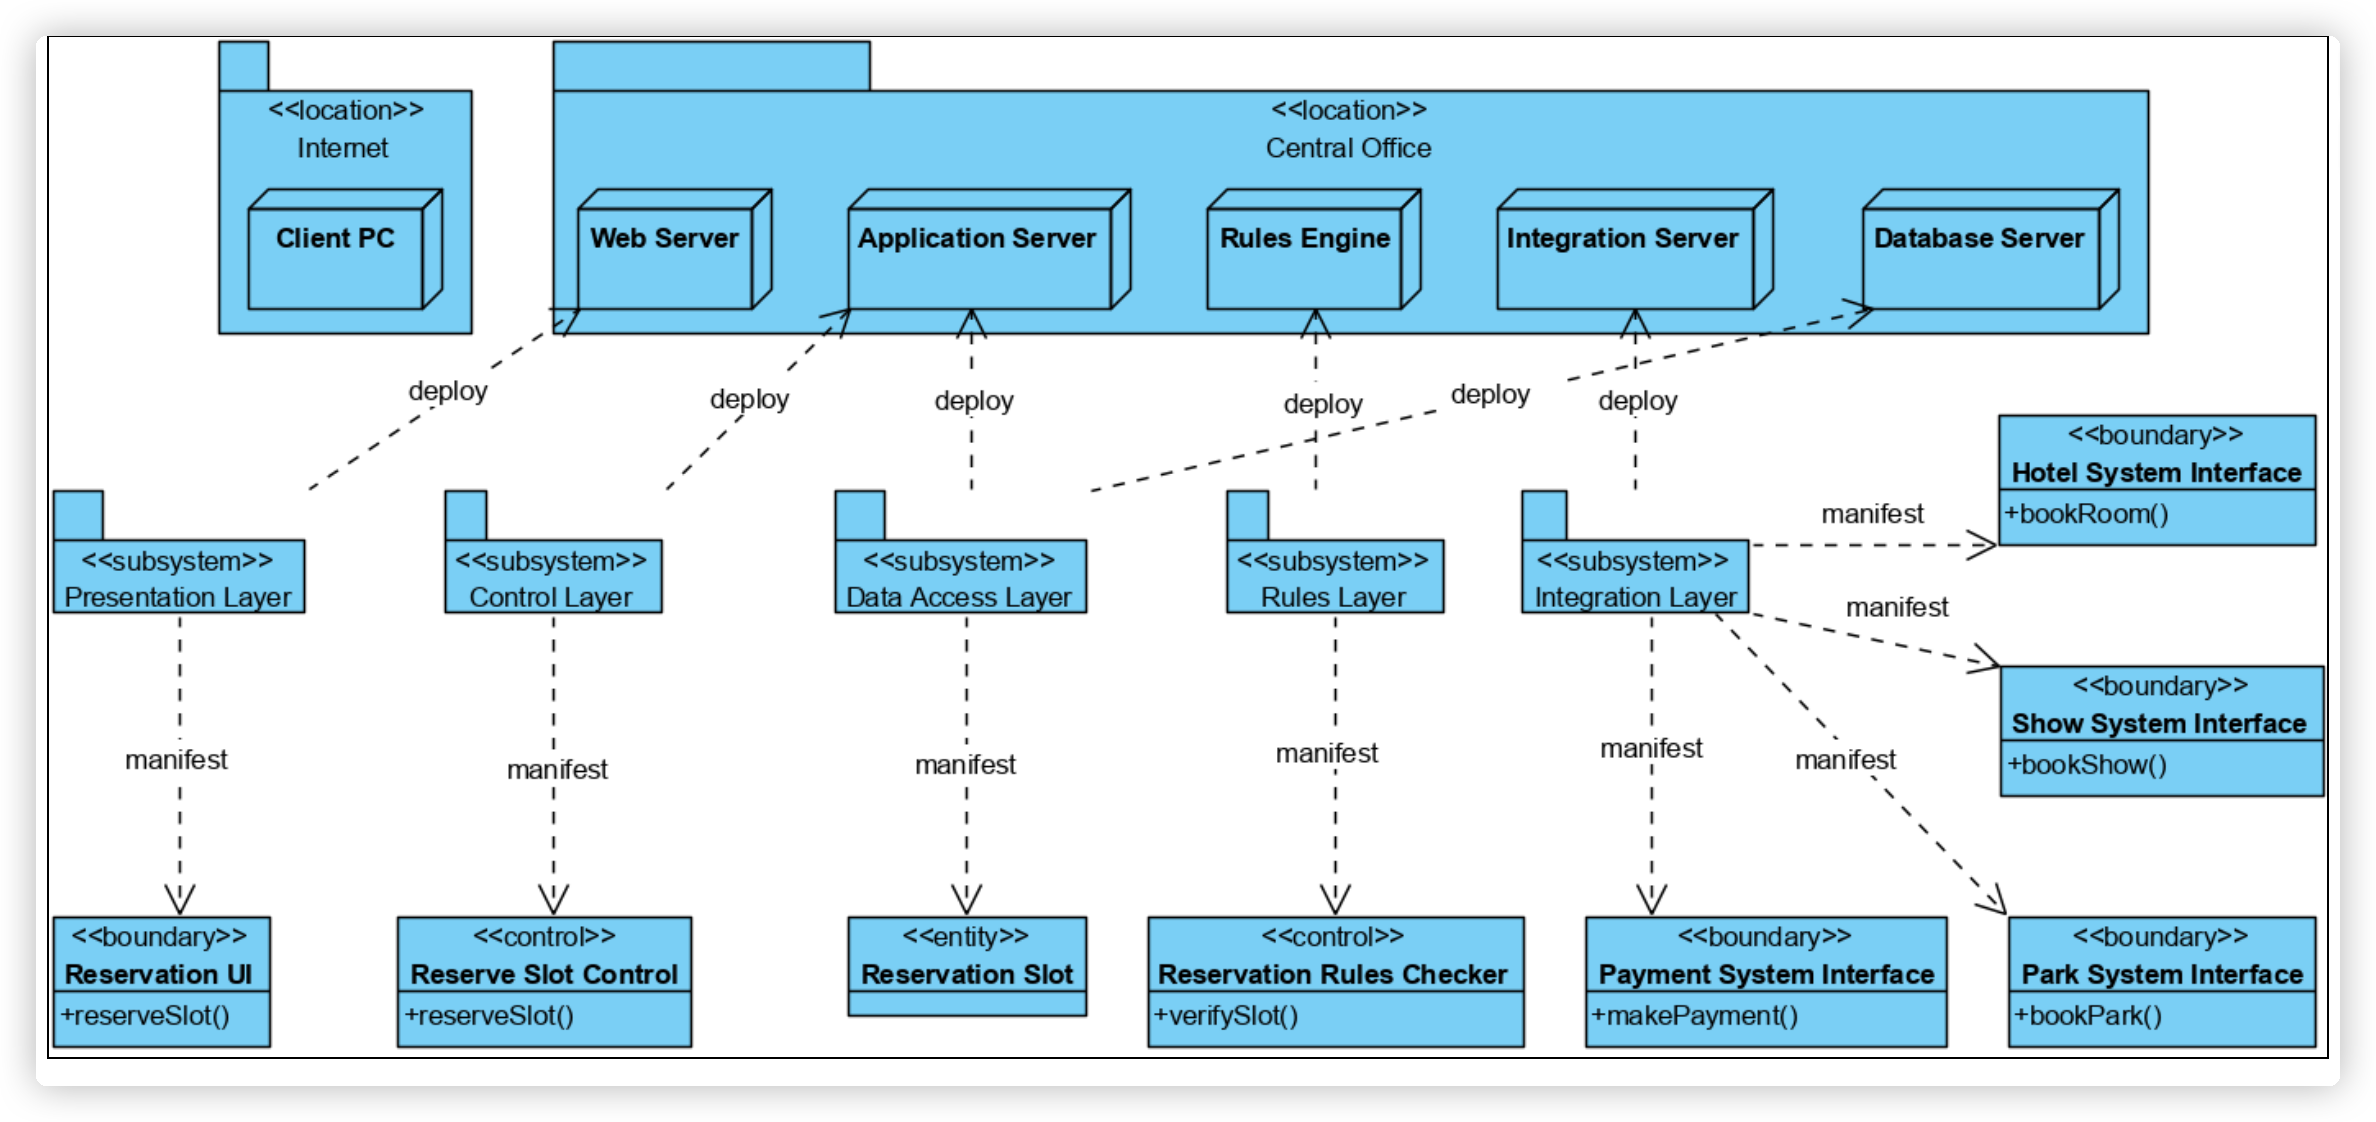 <<location>>
Internet
<<location>>
Central Office
Client PC
Web Server
Application Server
Rules Engine
Integration Server
Database Server
deploy
deploy
deploy
deploy
deploy
deploy
<<boundary>>
Hotel System Interface
+bookRoom()
manifest
<<subsystem>>
Presentation Layer
<<subsystem>>
Control Layer
<<subsystem>>
Data Access Layer
<<subsystem>>
Rules Layer
<<subsystem>>
Integration Layer
manifest
<<boundary>>
Show System Interface
+bookShow()
manifest
manifest
manifest
manifest
manifest
manifest
<<boundary>>
Reservation UI
+reserveSlot()
<<control>>
Reserve Slot Control
+reserveSlot()
<<entity>>
Reservation Slot
<<control>>
Reservation Rules Checker
+verifySlot()
<<boundary>>
Payment System Interface
+makePayment()
<<boundary>>
Park System Interface
+bookPark()